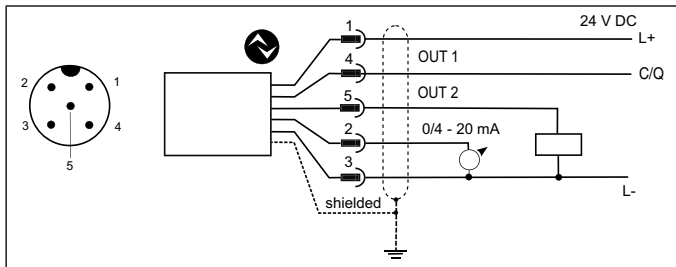 24 V DC
1
L+
OUT 1
4
C/Q
5
OUT 2
2
0/4 - 20 mA
3
L-
shielded
2
1
3
4
5